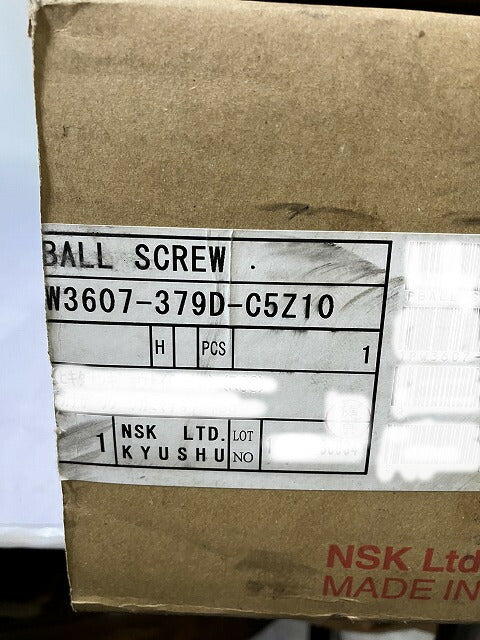 BALL SCREW
W3607-379D-C5Z10
H PCS 1
1 NSK LTD. LOT
KYUSHU NO
NSK Ltd
MADE IN